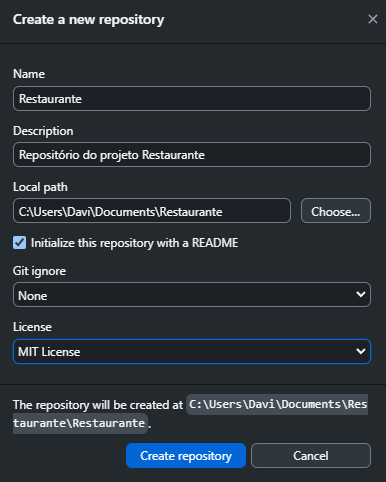 Create a new repository
Name
Restaurante
Description
Repositório do projeto Restaurante
Local path
C:\Users\Davi\Documents\Restaurante
Choose...
Initialize this repository with a README
Git ignore
None
License
MIT License
The repository will be created at C:\Users\Davi\Documents\Res
taurante\Restaurante.
Create repository
Cancel